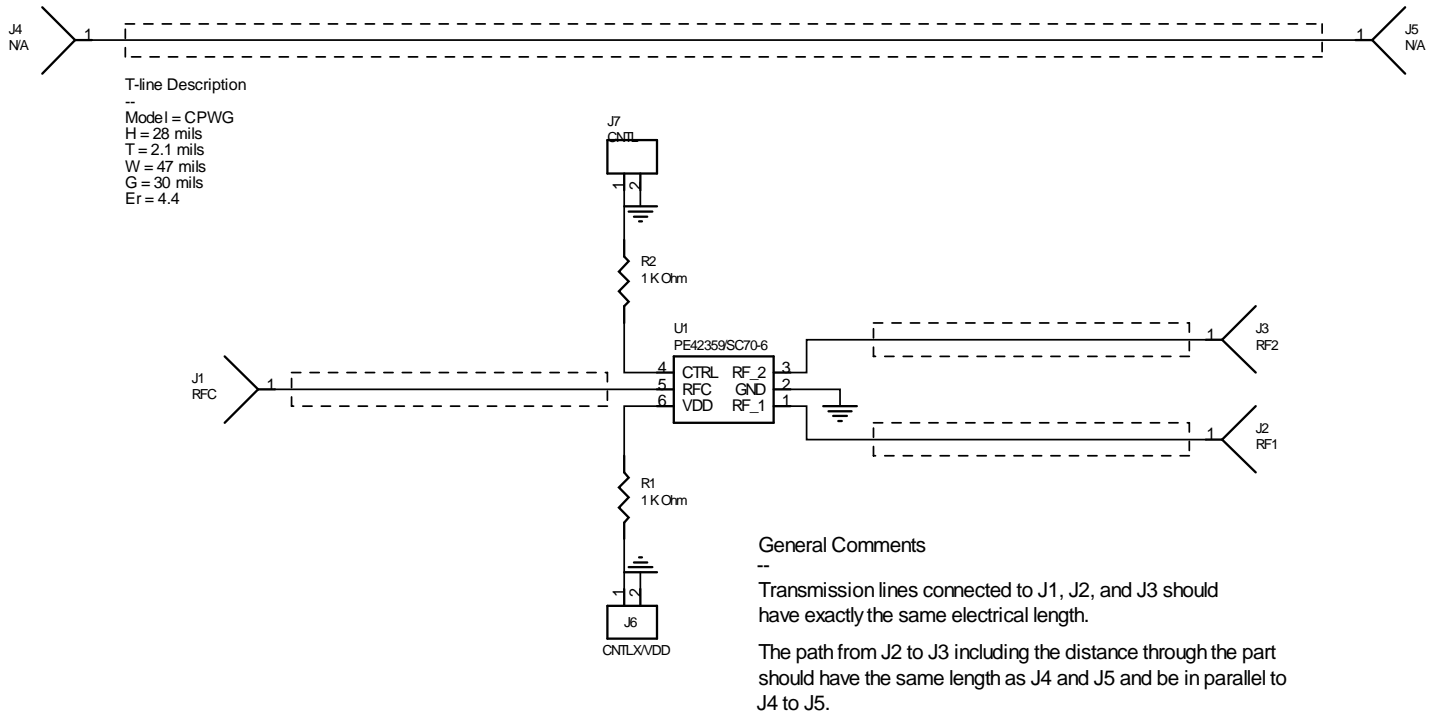 J4
N/A
1
1
J5
N/A
T-line Description
--
Model = CPWG
H = 28 mils
T = 2.1 mils
W = 47 mils
G = 30 mils
Er = 4.4
J7
CNTL
1
2
R2
1 K Ohm
U1
PE42359/SC70-6
4 CTRL RF_2 3
5 RFC GND 2
6 VDD RF_1 1
J1
RFC
1
1
J3
RF2
1
J2
RF1
R1
1 K Ohm
1
2
J6
CNTLX/VDD
General Comments
--
Transmission lines connected to J1, J2, and J3 should
have exactly the same electrical length.
The path from J2 to J3 including the distance through the part
should have the same length as J4 and J5 and be in parallel to
J4 to J5.